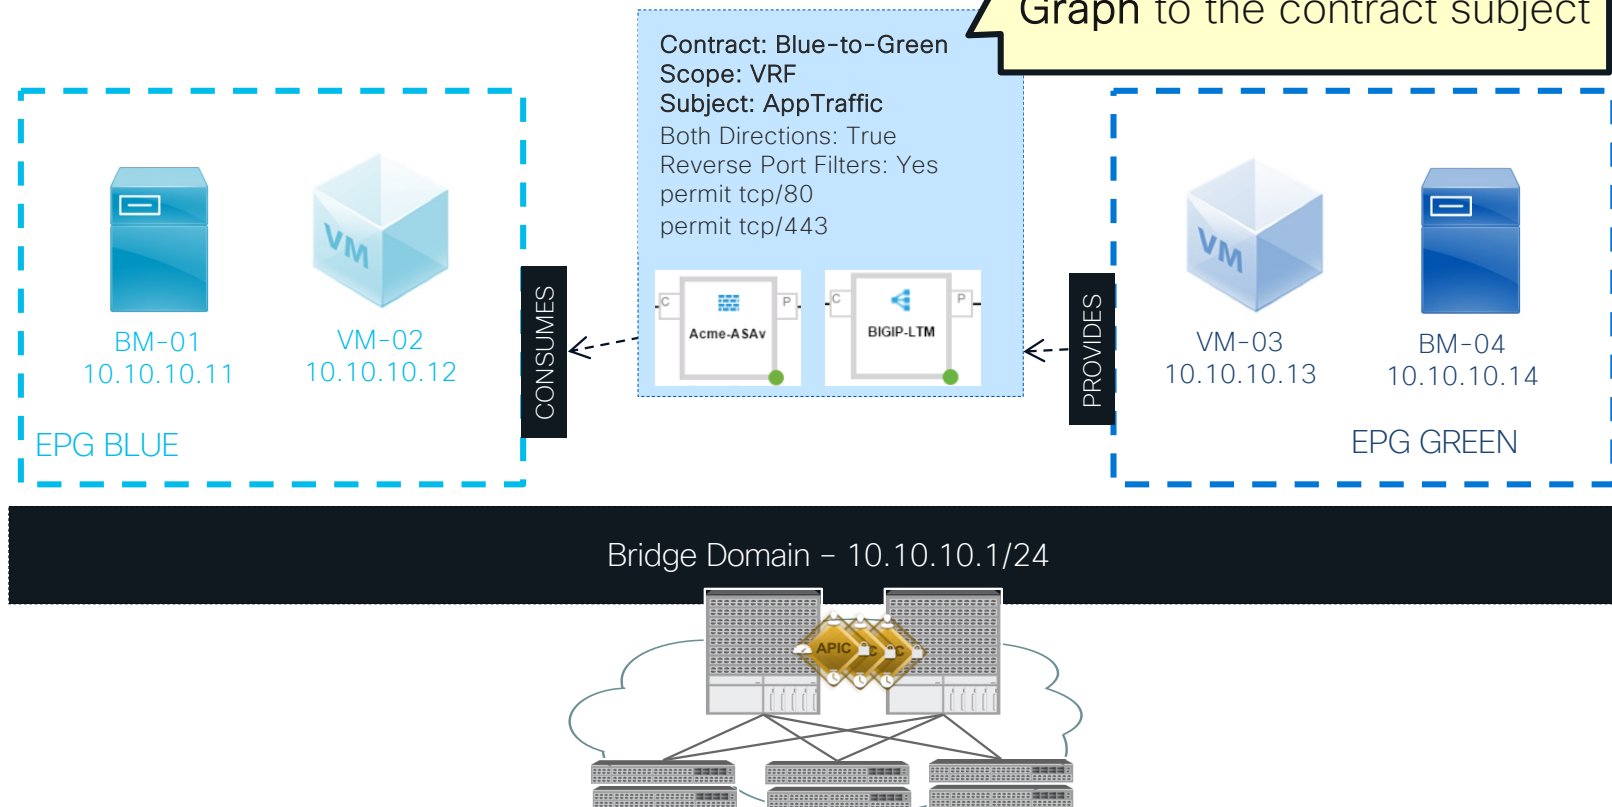 Graph to the contract subject
Contract: Blue-to-Green
Scope: VRF
Subject: AppTraffic
Both Directions: True
Reverse Port Filters: Yes
permit tcp/80
permit tcp/443
C
P
Acme-ASAv
C
P
BIGIP-LTM
VM
BM-01
10.10.10.11
VM-02
10.10.10.12
EPG BLUE
CONSUMES
PROVIDES
VM
VM-03
10.10.10.13
BM-04
10.10.10.14
EPG GREEN
Bridge Domain – 10.10.10.1/24
APIC
C
C